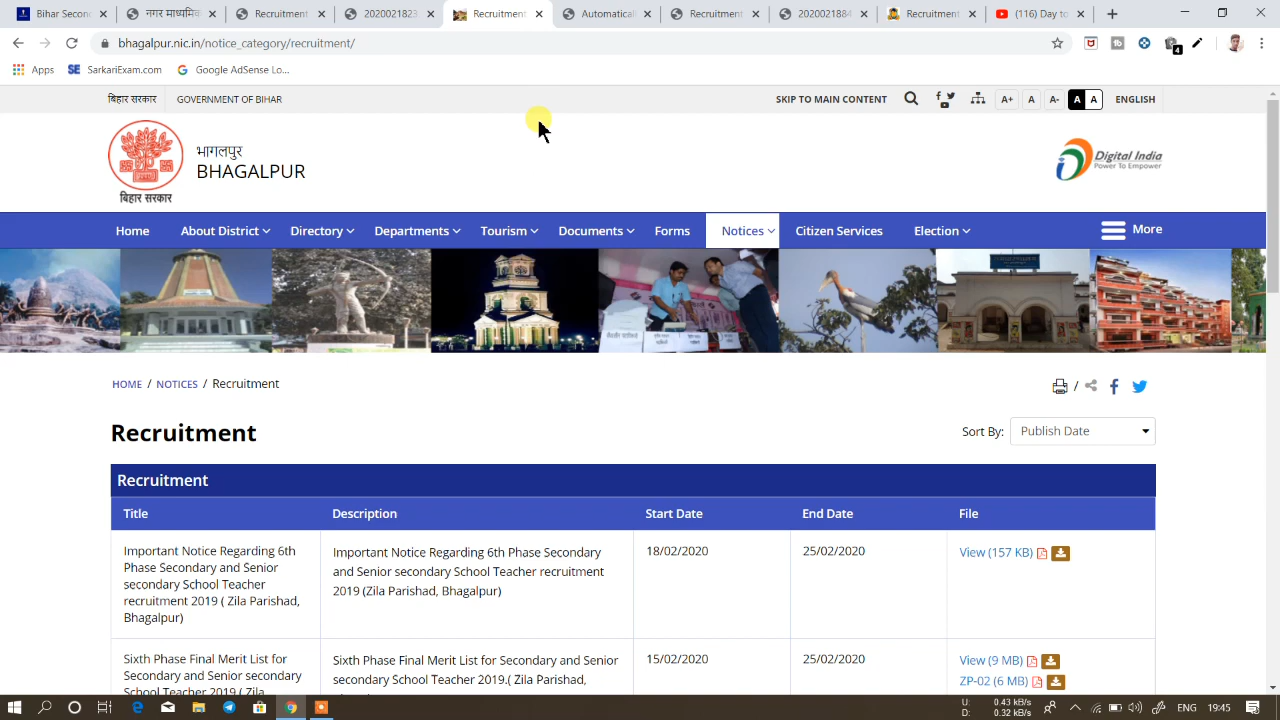 Bihar Secon
नगर माध्यमिक
Recruitment
2020021823
Recruitment
Automaticall
Recruitment
2020021884
Recruitment
(116) Day to
bhagalpur.nic.in/notice_category/recruitment/
4
Apps
SE SarkariExam.com
Google AdSense Lo...
बिहार सरकार GOVERNMENT OF BIHAR
SKIP TO MAIN CONTENT A+ A A- A A ENGLISH
भागलपुर
BHAGALPUR
बिहार सरकार
Digital India
Power To Empower
Home About District Directory Departments Tourism Documents Forms Notices Citizen Services Election More
HOME / NOTICES / Recruitment
Recruitment
Sort By: Publish Date
Recruitment
Title Description Start Date End Date File
Important Notice Regarding 6th
Phase Secondary and Senior
secondary School Teacher
recruitment 2019 ( Zila Parishad,
Bhagalpur)
Important Notice Regarding 6th Phase Secondary
and Senior secondary School Teacher recruitment
2019 (Zila Parishad, Bhagalpur)
18/02/2020
25/02/2020
View (157 KB)
Sixth Phase Final Merit List for
Secondary and Senior secondary
School Teacher 2019.( Zila
Sixth Phase Final Merit List for Secondary and Senior
secondary School Teacher 2019.( Zila Parishad,
15/02/2020
25/02/2020
View (9 MB)
ZP-02 (6 MB)
U: 0.43 kB/s
D: 0.32 kB/s
ENG
19:45